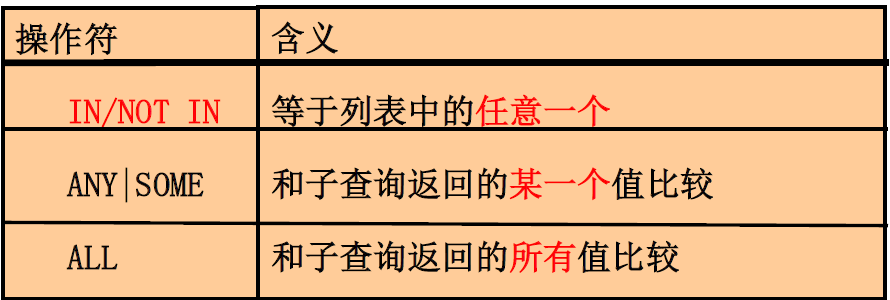 操作符 含义
IN/NOT IN 等于列表中的任意一个
ANY|SOME 和子查询返回的某一个值比较
ALL 和子查询返回的所有值比较